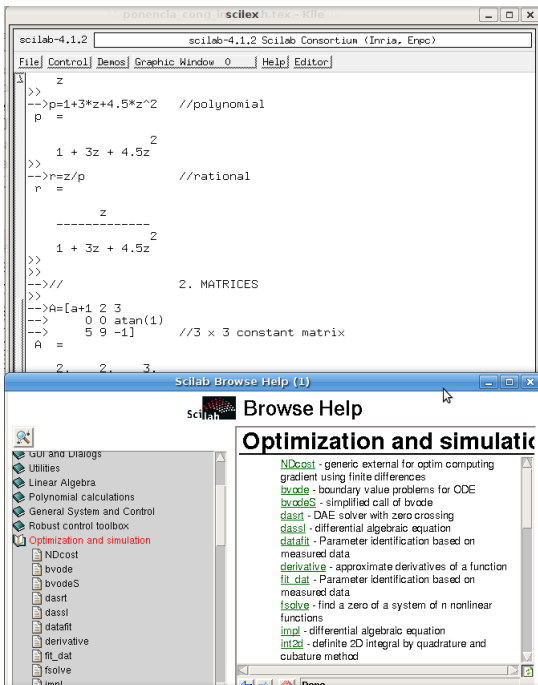 ponencia_cong_in  ch.tex - Kile
scilex
scilab-4.1.2
scilab-4.1.2 Scilab Consortium (Inria, Enpc)
File Control Demos Graphic Window 0 Help Editor
z
>>
-->p=1+3*z+4.5*z^2 //polynomial
p =
2
1 + 3z + 4.5z
>>
-->r=z/p //rational
r =
z
-------------
2
1 + 3z + 4.5z
>>
>>
-->// 2. MATRICES
>>
-->A=[a+1 2 3
--> 0 0 atan(1)
--> 5 9 -1] //3 x 3 constant matrix
A =
2. 2. 3.
Scilab Browse Help (1)
Scilab
Browse Help
GUI and Dialogs
Utilities
Linear Algebra
Polynomial calculations
General System and Control
Robust control toolbox
Optimization and simulation
NDcost
bvode
bvodeS
dasrt
dassl
datafit
derivative
fit_dat
fsolve
impl
Optimization and simulatic
NDcost - generic external for optim computing
gradient using finite differences
bvode - boundary value problems for ODE
bvodeS - simplified call of bvode
dasrt - DAE solver with zero crossing
dassl - differential algebraic equation
datafit - Parameter identification based on
measured data
derivative - approximate derivatives of a function
fit_dat - Parameter identification based on
measured data
fsolve - find a zero of a system of n nonlinear
functions
impl - differential algebraic equation
int2d - definite 2D integral by quadrature and
cubature method
Done